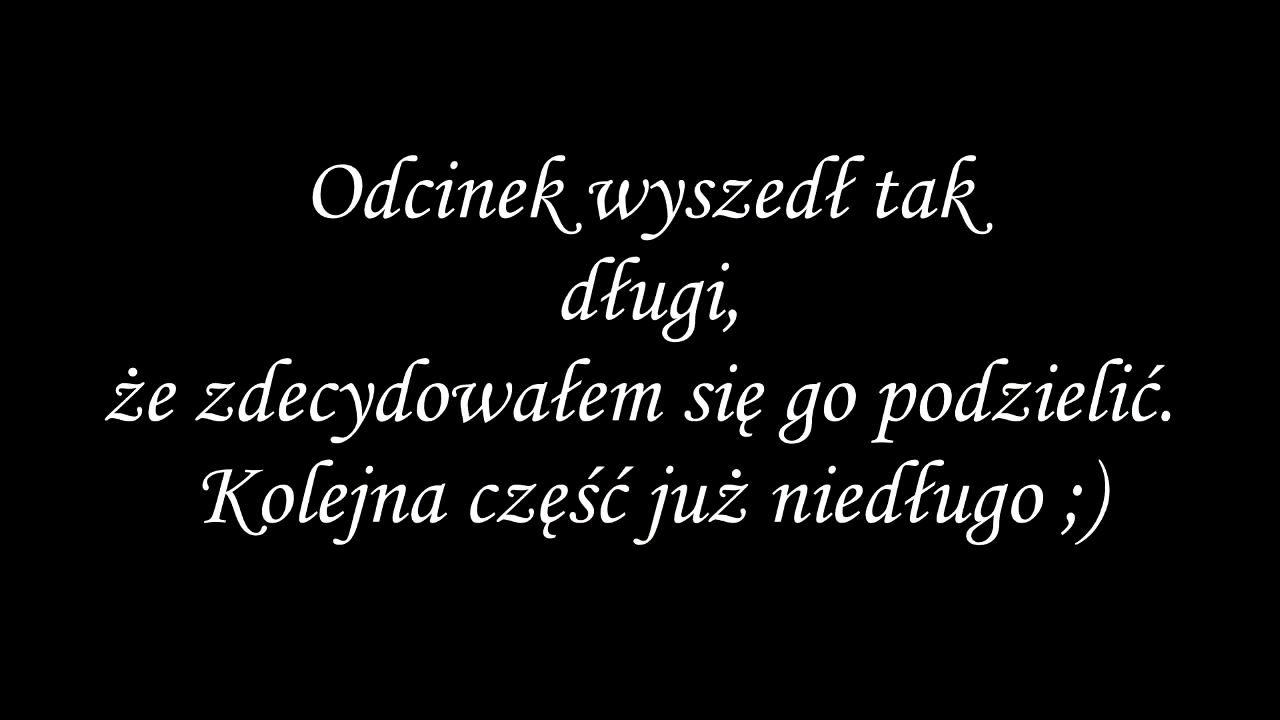 Odcinek wyszedł tak
długi,
że zdecydowałem się go podzielić.
Kolejna część już niedługo ;)